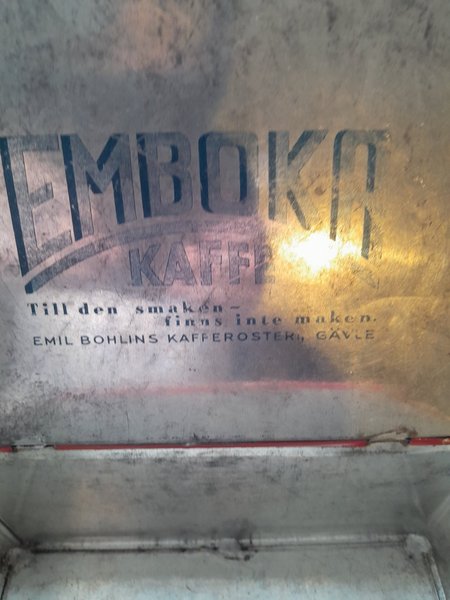 EMBOKA
KAFFE
Till den smaken~
finns inte maken.
EMIL BOHLINS KAFFEROSTERI, GÄVLE